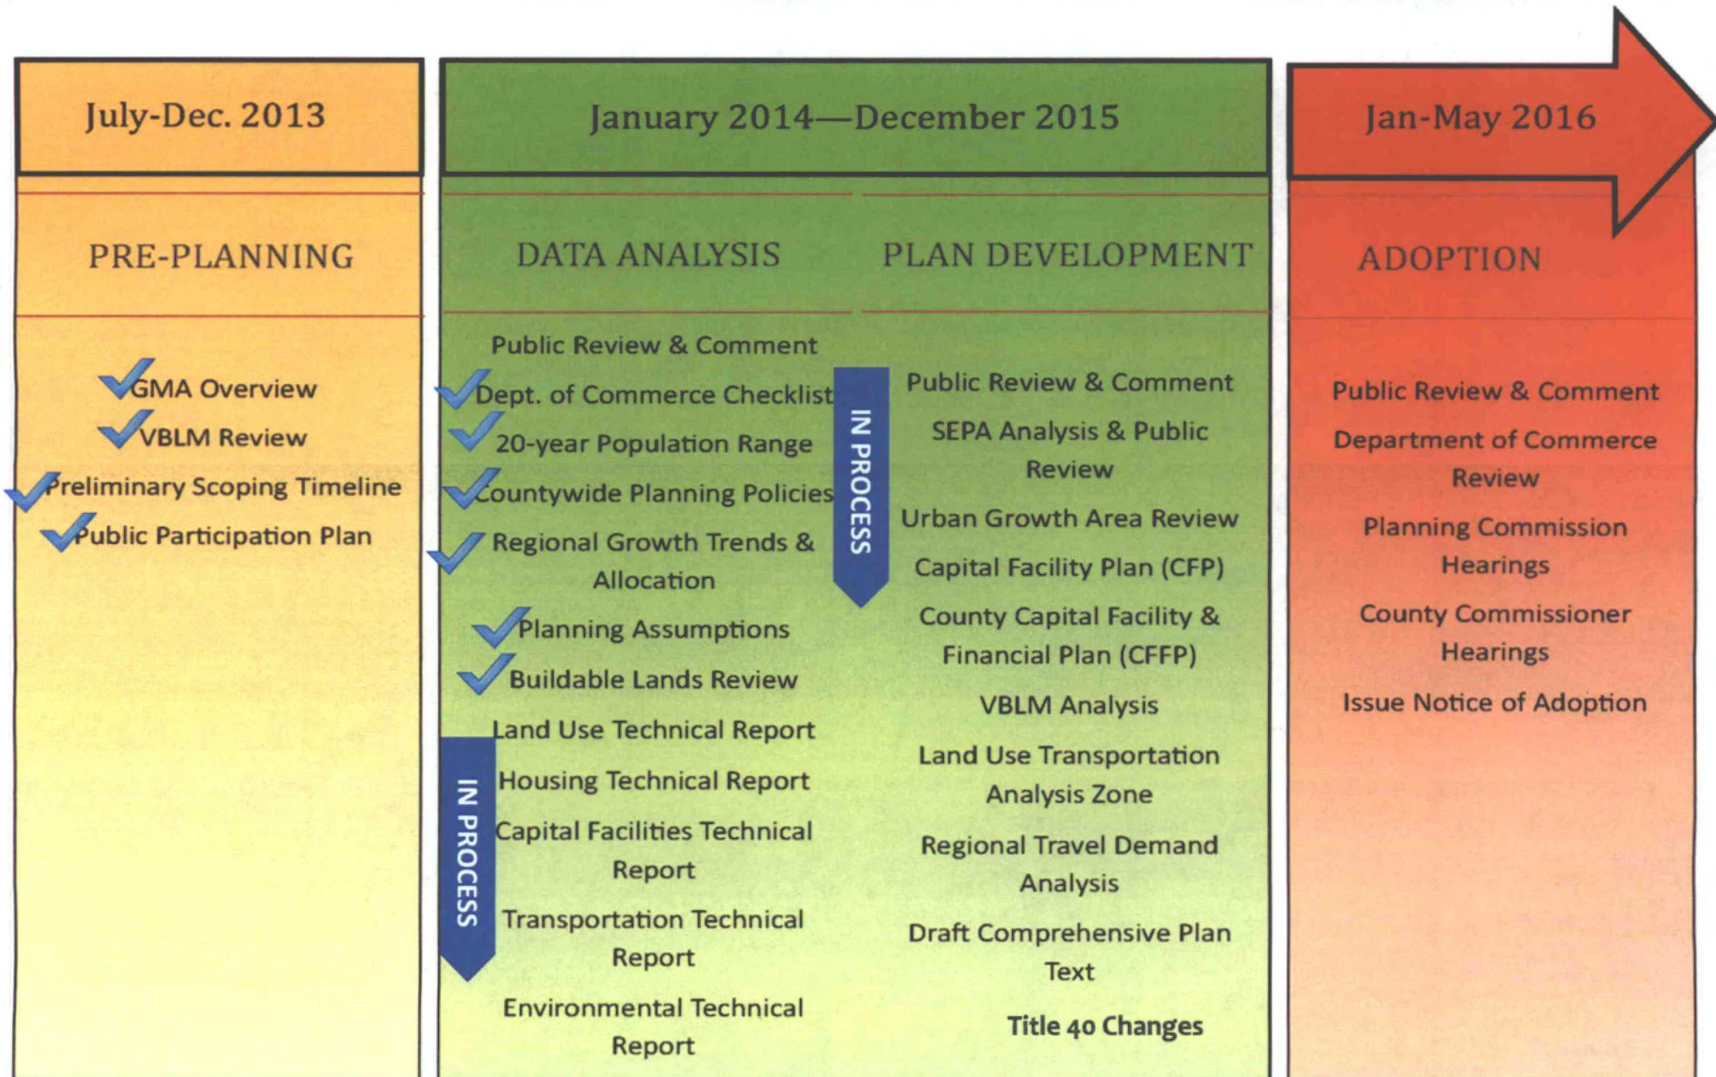 July-Dec. 2013
PRE-PLANNING
GMA Overview
VBLM Review
Preliminary Scoping Timeline
Public Participation Plan
January 2014—December 2015
DATA ANALYSIS
Public Review & Comment
Dept. of Commerce Checklist
20-year Population Range
Countywide Planning Policies
Regional Growth Trends &
Allocation
Planning Assumptions
Buildable Lands Review
Land Use Technical Report
Housing Technical Report
Capital Facilities Technical
Report
Transportation Technical
Report
Environmental Technical
Report
IN PROCESS
PLAN DEVELOPMENT
IN PROCESS
Public Review & Comment
SEPA Analysis & Public
Review
Urban Growth Area Review
Capital Facility Plan (CFP)
County Capital Facility &
Financial Plan (CFFP)
VBLM Analysis
Land Use Transportation
Analysis Zone
Regional Travel Demand
Analysis
Draft Comprehensive Plan
Text
Title 40 Changes
Jan-May 2016
ADOPTION
Public Review & Comment
Department of Commerce
Review
Planning Commission
Hearings
County Commissioner
Hearings
Issue Notice of Adoption